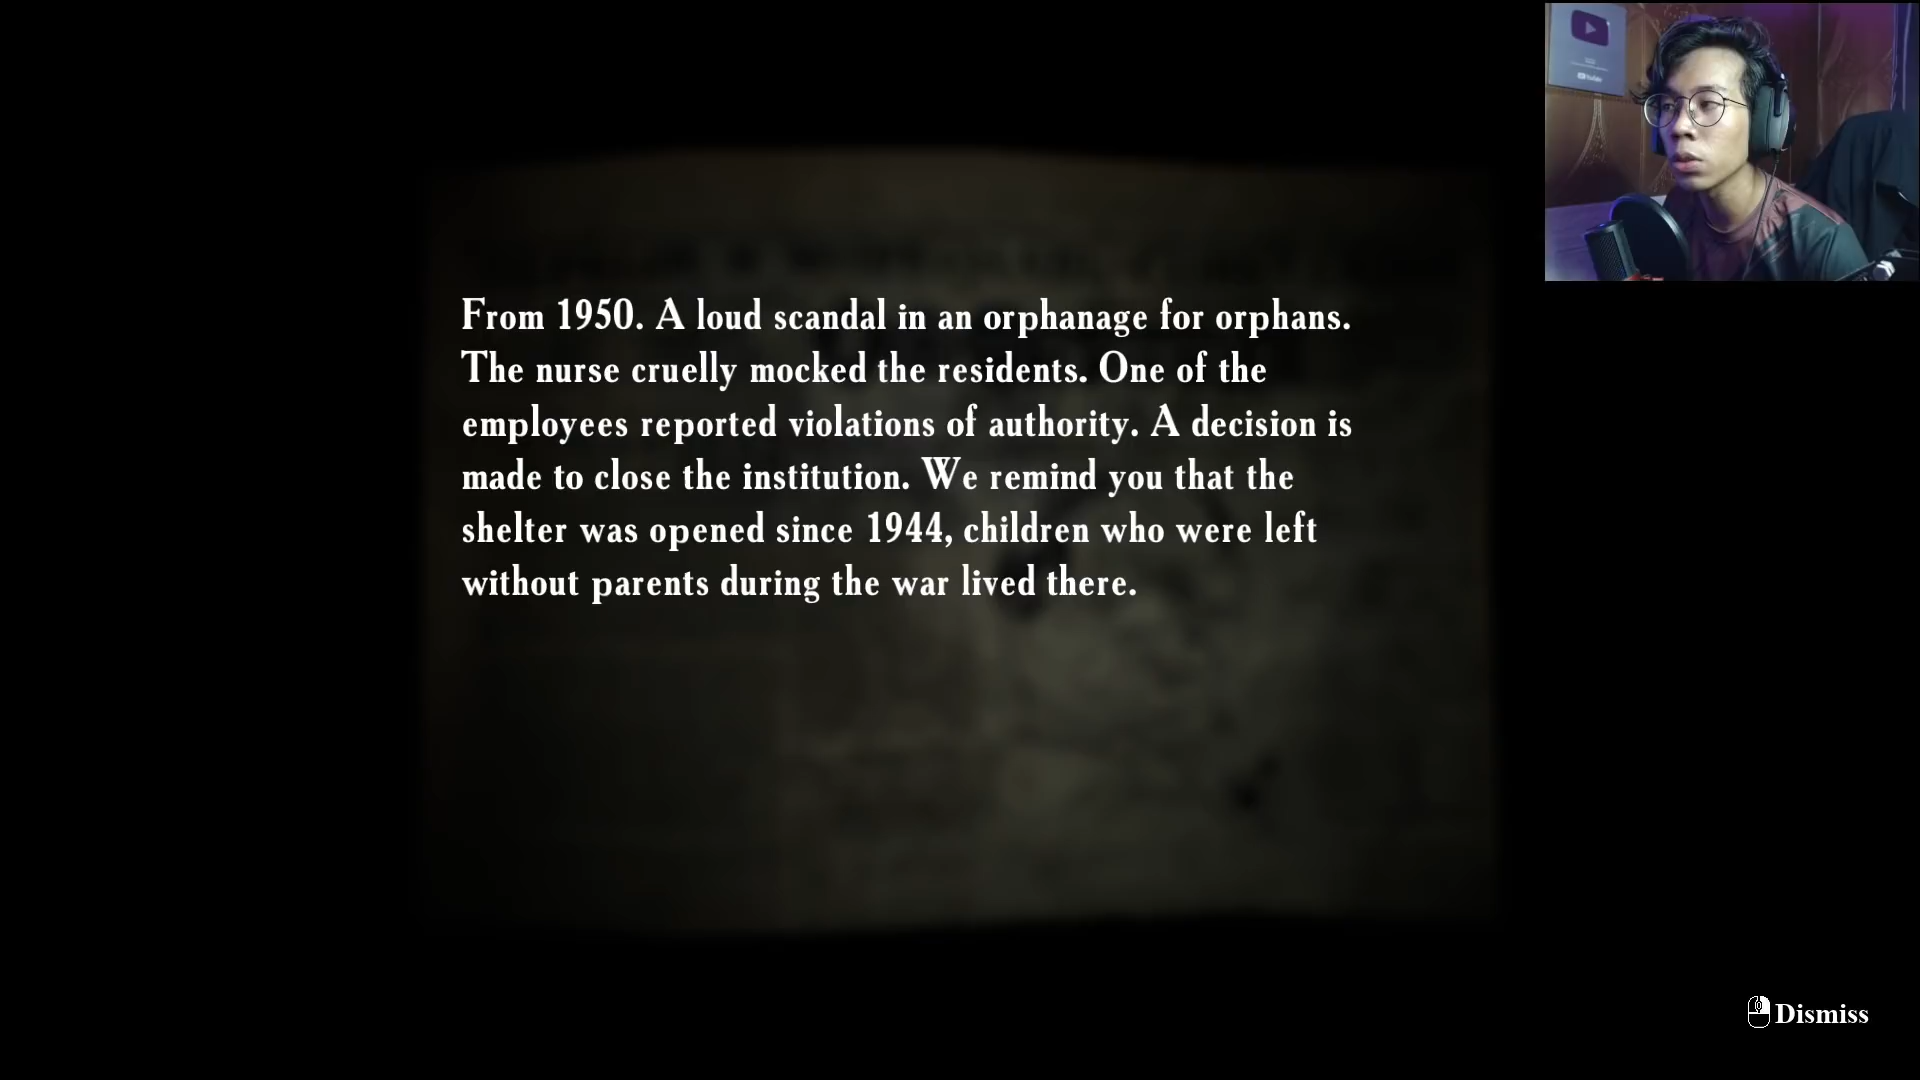 From 1950. A loud scandal in an orphanage for orphans.
The nurse cruelly mocked the residents. One of the
employees reported violations of authority. A decision is
made to close the institution. We remind you that the
shelter was opened since 1944, children who were left
without parents during the war lived there.
Dismiss